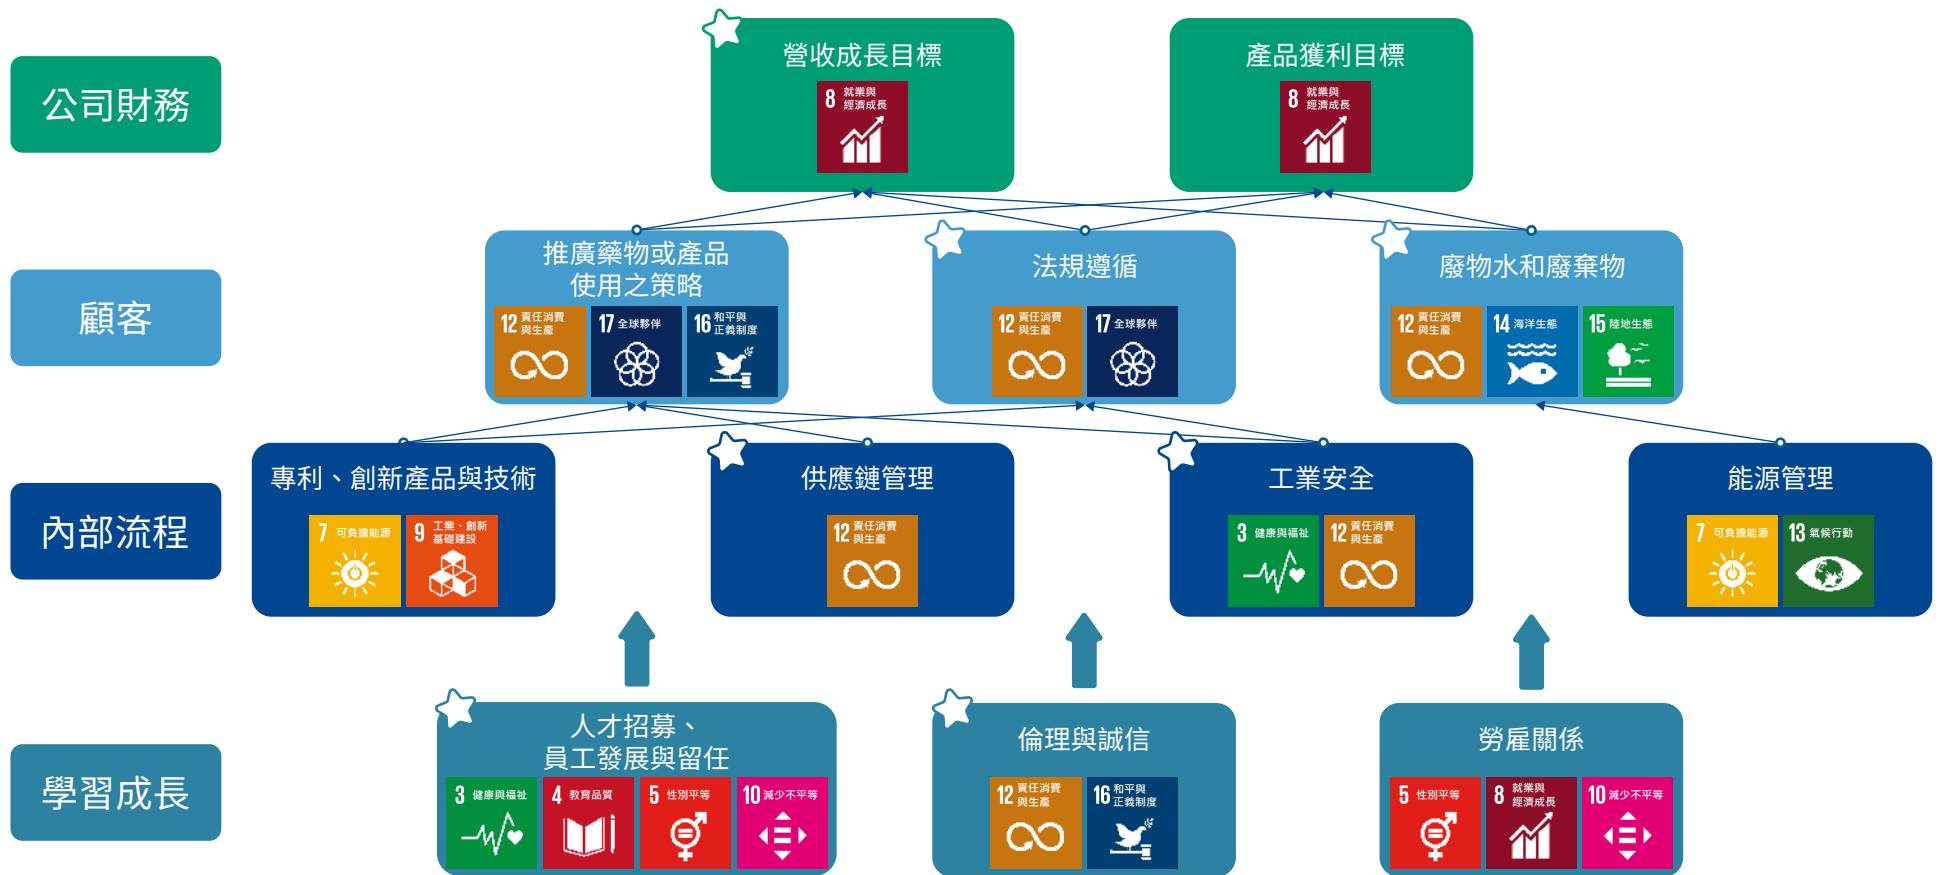 營收成長目標
產品獲利目標
公司財務
8 就業與
經濟成長
8 就業與
經濟成長
推廣藥物或產品
使用之策略
法規遵循
廢物水和廢棄物
顧客
12 責任消費
與生產
17 全球夥伴
16 和平與
正義制度
12 責任消費
與生產
17 全球夥伴
12 責任消費
與生產
14 海洋生態
15 陸地生態
專利、創新產品與技術
供應鏈管理
工業安全
能源管理
內部流程
7 可負擔能源
9 工業、創新
基礎建設
12 責任消費
與生產
3 健康與福祉
12 責任消費
與生產
7 可負擔能源
13 氣候行動
人才招募、
員工發展與留任
倫理與誠信
勞雇關係
學習成長
3 健康與福祉
4 教育品質
5 性別平等
10 減少不平等
12 責任消費
與生產
16 和平與
正義制度
5 性別平等
8 就業與
經濟成長
10 減少不平等